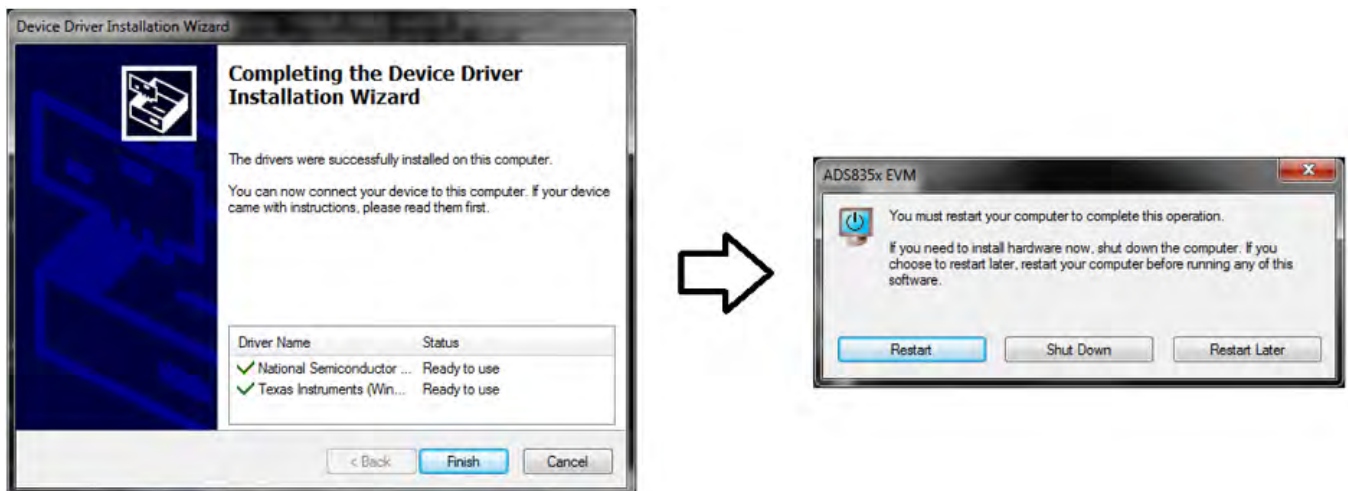 Device Driver Installation Wizard
Completing the Device Driver
Installation Wizard
The drivers were successfully installed on this computer.
You can now connect your device to this computer. If your device
came with instructions, please read them first.
Driver Name Status
National Semiconductor ... Ready to use
Texas Instruments (Win... Ready to use
< Back Finish Cancel
ADS835x EVM
You must restart your computer to complete this operation.
If you need to install hardware now, shut down the computer. If you
choose to restart later, restart your computer before running any of this
software.
Restart Shut Down Restart Later